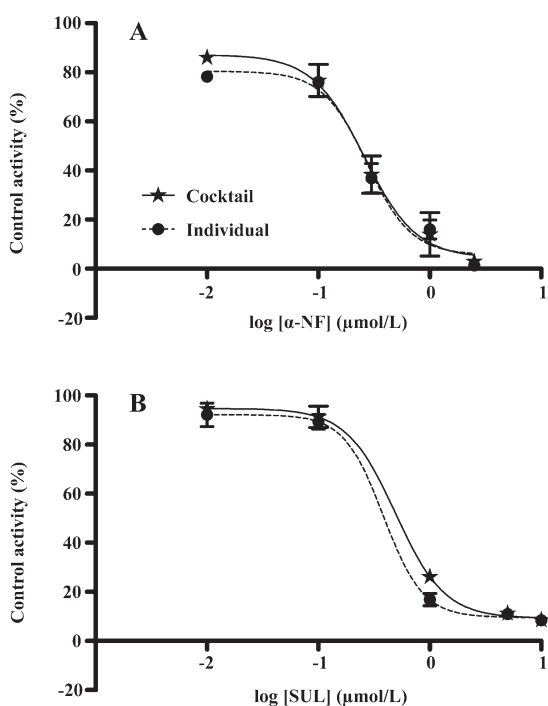 A
100
80
60
40
20
0
-20
Control activity (%)
Cocktail
Individual
-2 -1 0 1
log [α-NF] (µmol/L)
B
100
80
60
40
20
0
-20
Control activity (%)
-2 -1 0 1
log [SUL] (µmol/L)